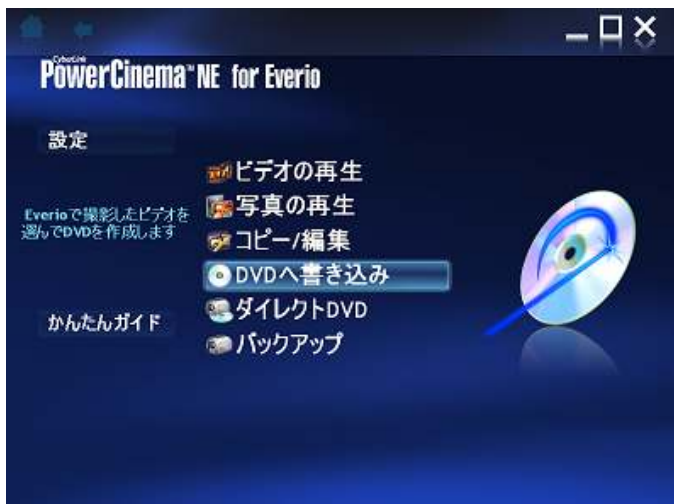 CyberLink
PowerCinema™ NE for Everio
設定
ビデオの再生
写真の再生
Everioで撮影したビデオを
選んでDVDを作成します
コピー/編集
DVDへ書き込み
ダイレクトDVD
かんたんガイド
バックアップ